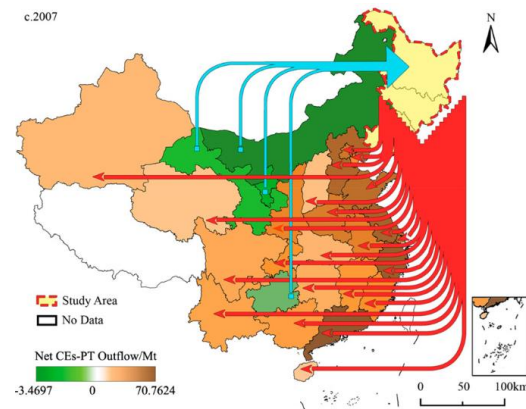 c.2007
N
Study Area
No Data
Net CEs-PT Outflow/Mt
-3.4697 0 70.7624
0 50 100km